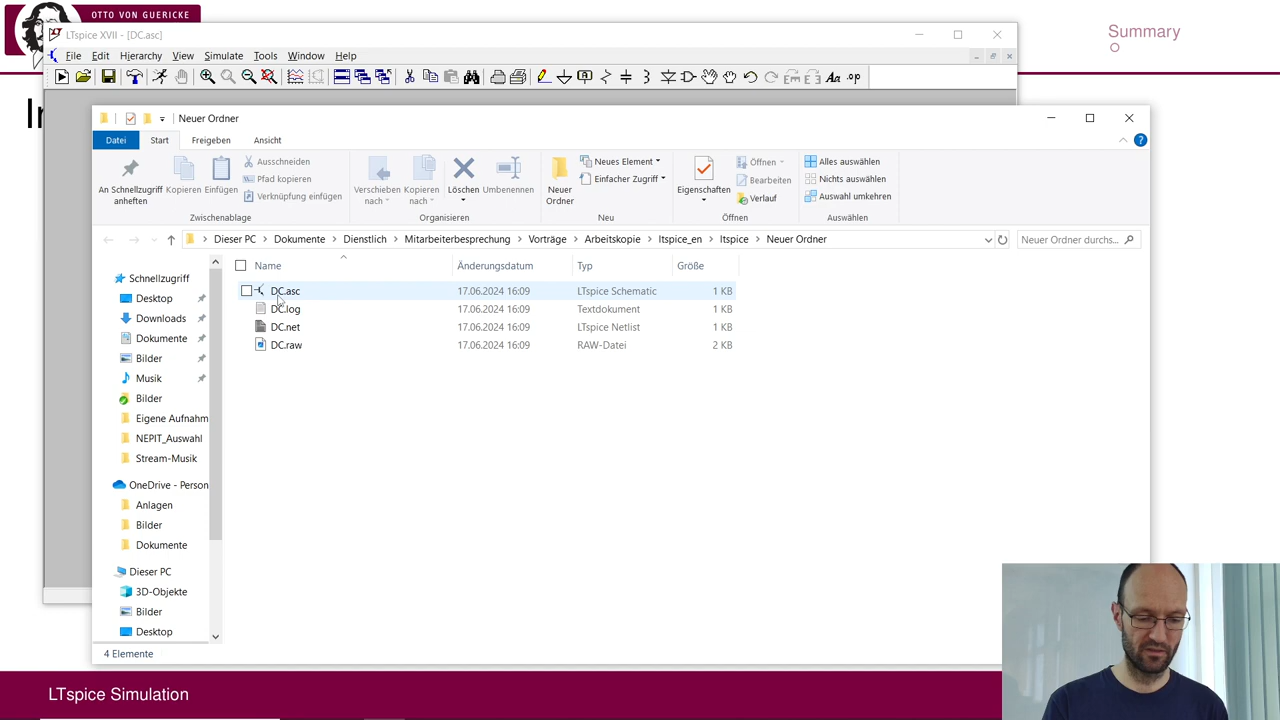 OTTO VON GUERICKE
Summary
LTspice XVII - [DC.asc]
File Edit Hierarchy View Simulate Tools Window Help
Aa .op
Neuer Ordner
Datei Start Freigeben Ansicht
An Schnellzugriff anheften
Kopieren
Einfügen
Ausschneiden
Pfad kopieren
Verknüpfung einfügen
Zwischenablage
Verschieben nach
Kopieren nach
Löschen
Umbenennen
Organisieren
Neuer Ordner
Neues Element
Einfacher Zugriff
Neu
Eigenschaften
Öffnen
Bearbeiten
Verlauf
Öffnen
Alles auswählen
Nichts auswählen
Auswahl umkehren
Auswählen
Dieser PC > Dokumente > Dienstlich > Mitarbeiterbesprechung > Vorträge > Arbeitskopie > ltspice_en > ltspice > Neuer Ordner
Neuer Ordner durchs...
Name Änderungsdatum Typ Größe
DC.asc 17.06.2024 16:09 LTspice Schematic 1 KB
DC.log 17.06.2024 16:09 Textdokument 1 KB
DC.net 17.06.2024 16:09 LTspice Netlist 1 KB
DC.raw 17.06.2024 16:09 RAW-Datei 2 KB
Schnellzugriff
Desktop
Downloads
Dokumente
Bilder
Musik
Bilder
Eigene Aufnahm
NEPIT_Auswahl
Stream-Musik
OneDrive - Person
Anlagen
Bilder
Dokumente
Dieser PC
3D-Objekte
Bilder
Desktop
4 Elemente
LTspice Simulation